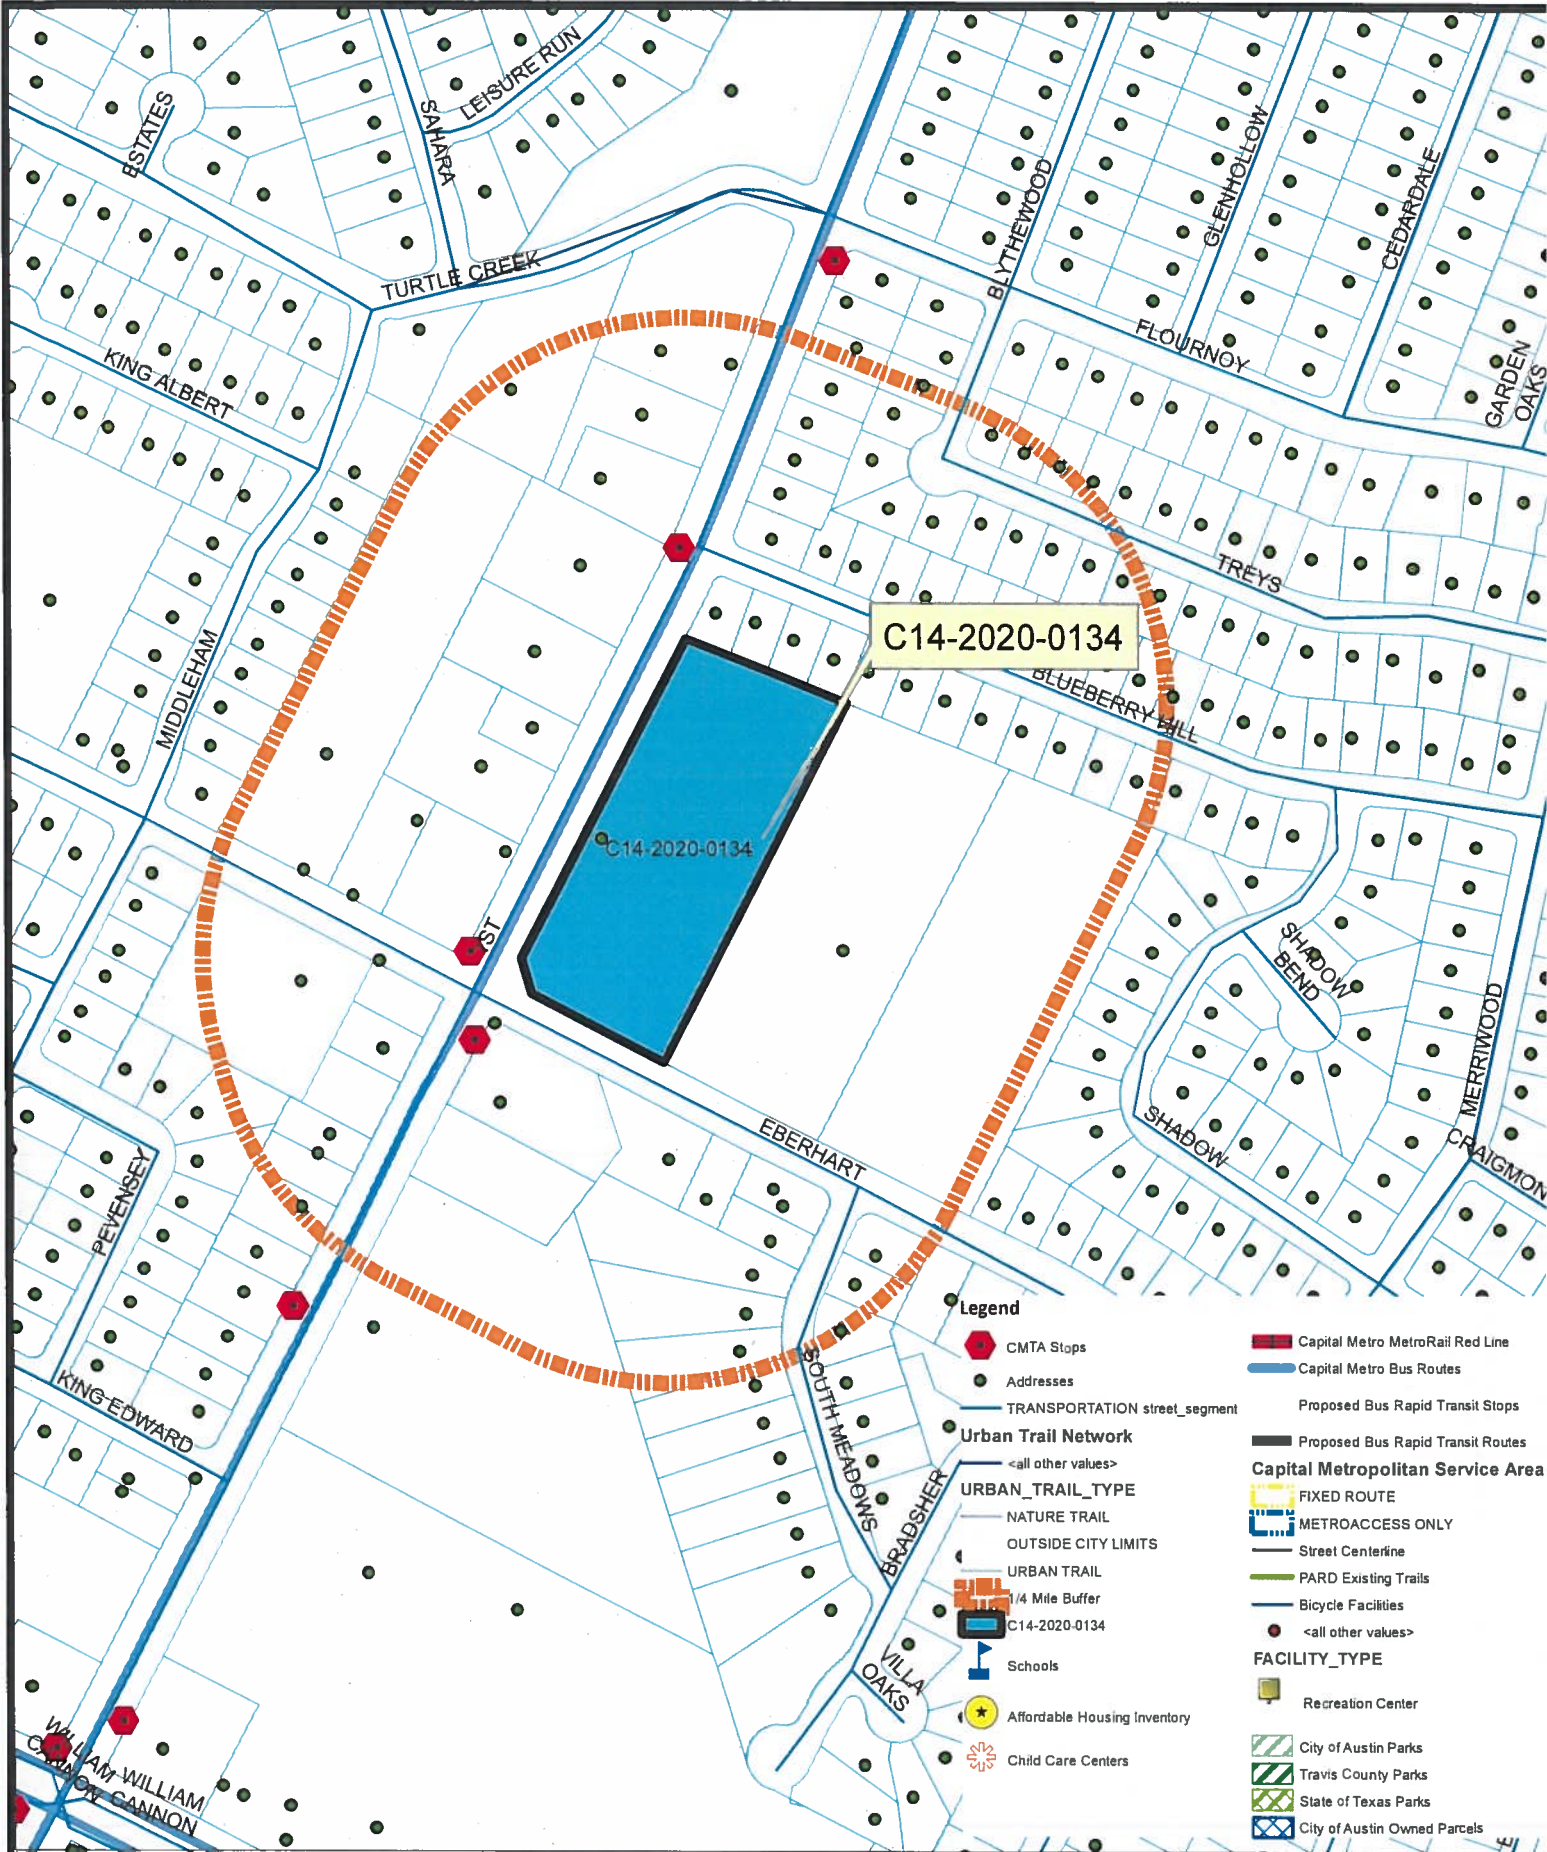 LEISURE RUN
ESTATES
SAHARA
GLENHOLLOW
CEDARDALE
BLYTHEWOOD
TURTLE CREEK
KING ALBERT
FLOURNOY
GARDEN
OAKS
TREYS
C14-2020-0134
MIDDLEHAM
BLUEBERRY HILL
C14-2020-0134
ST
SHADOW
BEND
MERRIWOOD
SHADOW
EBERHART
CRAIGMON
PEVENSEY
KING EDWARD
SOUTH MEADOWS
BRADSHER
VILLA
OAKS
WILLIAM
CANNON
WILLIAM
CANNON
Legend
CMTA Stops
Addresses
TRANSPORTATION street_segment
Urban Trail Network
<all other values>
URBAN_TRAIL_TYPE
NATURE TRAIL
OUTSIDE CITY LIMITS
URBAN TRAIL
1/4 Mile Buffer
C14-2020-0134
Schools
Affordable Housing Inventory
Child Care Centers
Capital Metro MetroRail Red Line
Capital Metro Bus Routes
Proposed Bus Rapid Transit Stops
Proposed Bus Rapid Transit Routes
Capital Metropolitan Service Area
FIXED ROUTE
METROACCESS ONLY
Street Centerline
PARD Existing Trails
Bicycle Facilities
<all other values>
FACILITY_TYPE
Recreation Center
City of Austin Parks
Travis County Parks
State of Texas Parks
City of Austin Owned Parcels